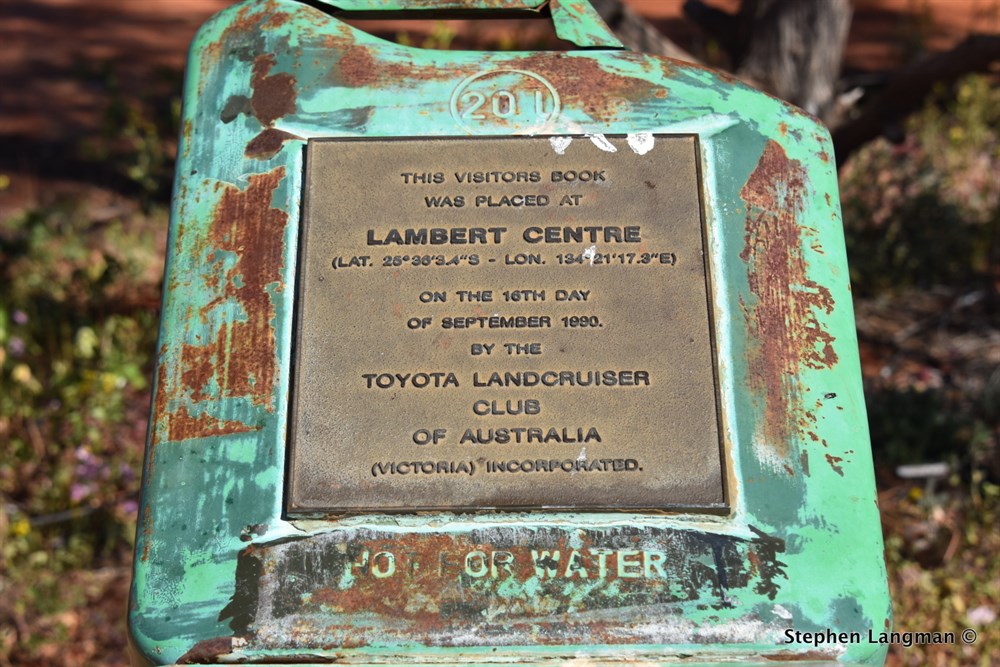 20L
THIS VISITORS BOOK
WAS PLACED AT
LAMBERT CENTRE
(LAT. 25°36'3.4"S - LON. 134°21'17.3"E)
ON THE 16TH DAY
OF SEPTEMBER 1990.
BY THE
TOYOTA LANDCRUISER
CLUB
OF AUSTRALIA
(VICTORIA) INCORPORATED.
NOT FOR WATER
Stephen Langman ©